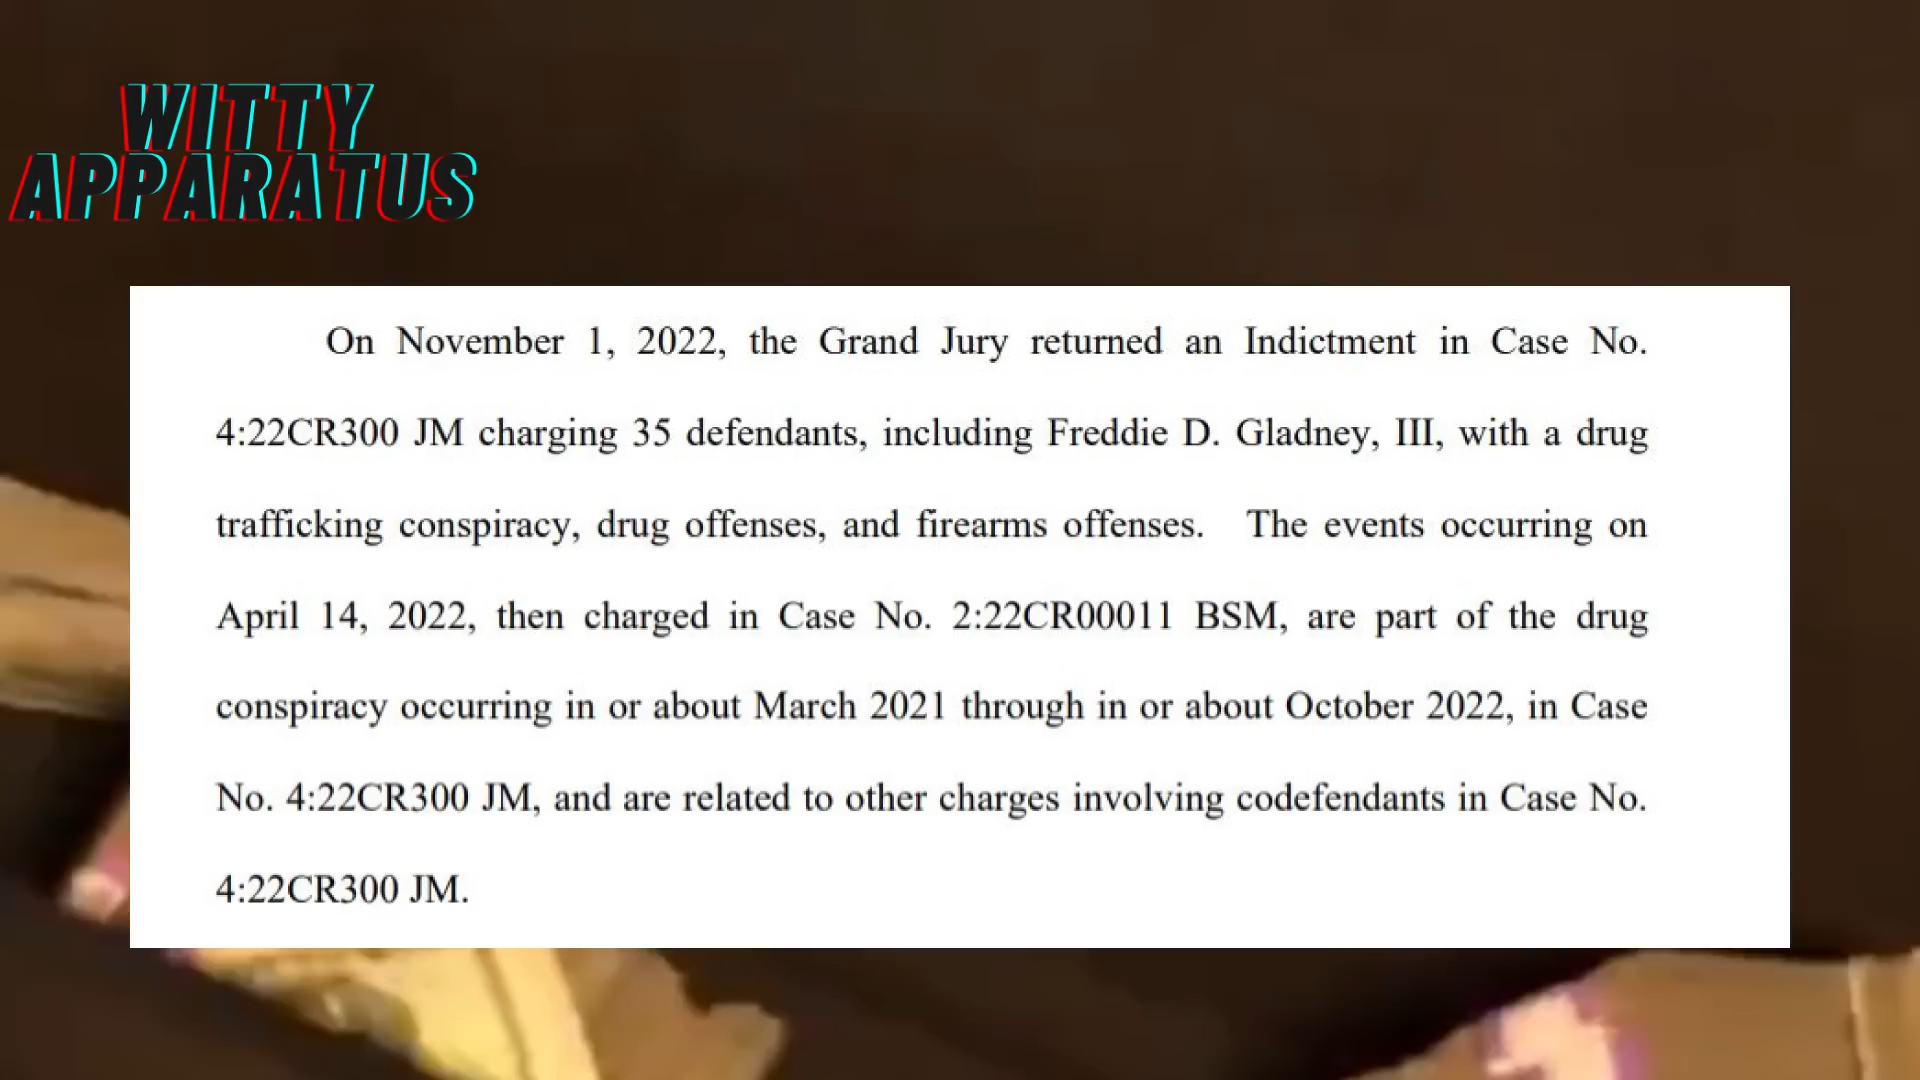 WITTY
APPARATUS
On November 1, 2022, the Grand Jury returned an Indictment in Case No.
4:22CR300 JM charging 35 defendants, including Freddie D. Gladney, III, with a drug
trafficking conspiracy, drug offenses, and firearms offenses. The events occurring on
April 14, 2022, then charged in Case No. 2:22CR00011 BSM, are part of the drug
conspiracy occurring in or about March 2021 through in or about October 2022, in Case
No. 4:22CR300 JM, and are related to other charges involving codefendants in Case No.
4:22CR300 JM.